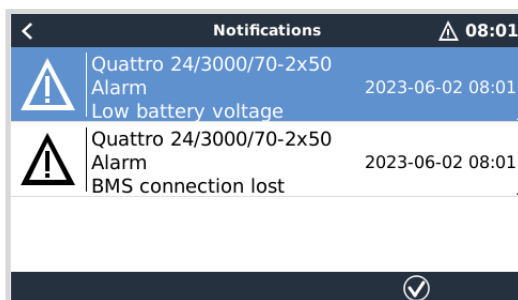 Notifications 08:01
Quattro 24/3000/70-2x50
Alarm 2023-06-02 08:01
Low battery voltage
Quattro 24/3000/70-2x50
Alarm 2023-06-02 08:01
BMS connection lost